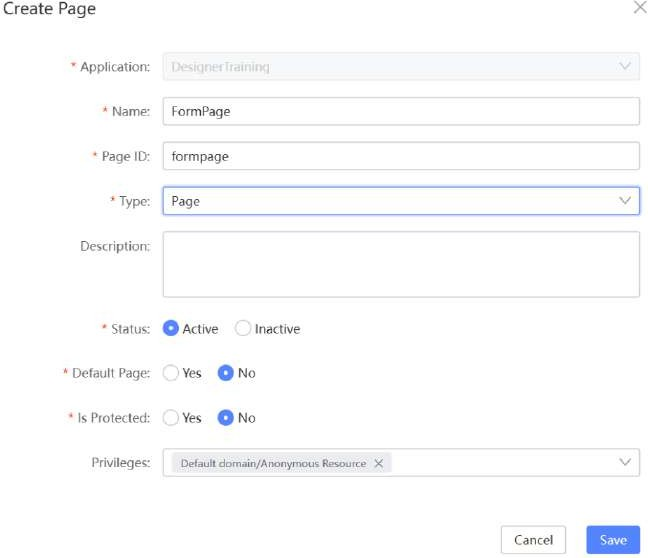 Create Page
* Application: DesignerTraining
* Name: FormPage
* Page ID: formpage
* Type: Page
Description:
* Status: Active Inactive
* Default Page: Yes No
* Is Protected: Yes No
Privileges: Default domain/Anonymous Resource
Cancel Save